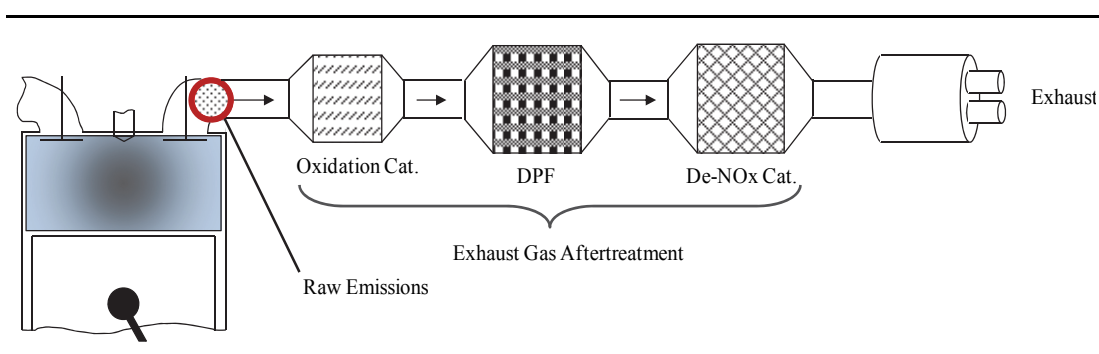 Exhaust
Oxidation Cat.
DPF
De-NOx Cat.
Exhaust Gas Aftertreatment
Raw Emissions